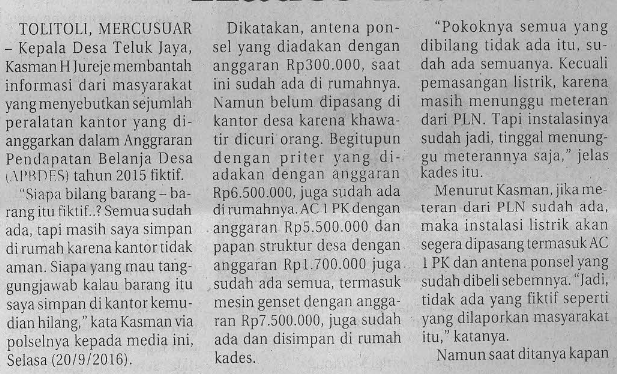 TOLITOLI, MERCUSUAR
– Kepala Desa Teluk Jaya,
Kasman H Jureje membantah
informasi dari masyarakat
yang menyebutkan sejumlah
peralatan kantor yang di-
anggarkan dalam Anggraran
Pendapatan Belanja Desa
(APBDES) tahun 2015 fiktif.
"Siapa bilang barang – ba-
rang itu fiktif..? Semua sudah
ada, tapi masih saya simpan
di rumah karena kantor tidak
aman. Siapa yang mau tang-
gungjawab kalau barang itu
saya simpan di kantor kemu-
dian hilang," kata Kasman via
polselnya kepada media ini,
Selasa (20/9/2016).
Dikatakan, antena pon-
sel yang diadakan dengan
anggaran Rp300.000, saat
ini sudah ada di rumahnya.
Namun belum dipasang di
kantor desa karena khawa-
tir dicuri orang. Begitupun
dengan priter yang di-
adakan dengan anggaran
Rp6.500.000, juga sudah ada
di rumahnya. AC 1 PK dengan
anggaran Rp5.500.000 dan
papan struktur desa dengan
anggaran Rp1.700.000 juga
sudah ada semua, termasuk
mesin genset dengan angga-
ran Rp7.500.000, juga sudah
ada dan disimpan di rumah
kades.
"Pokoknya semua yang
dibilang tidak ada itu, su-
dah ada semuanya. Kecuali
pemasangan listrik, karena
masih menunggu meteran
dari PLN. Tapi instalasinya
sudah jadi, tinggal menung-
gu meterannya saja," jelas
kades itu.
Menurut Kasman, jika me-
teran dari PLN sudah ada,
maka instalasi listrik akan
segera dipasang termasuk AC
1 PK dan antena ponsel yang
sudah dibeli sebemnya. "Jadi,
tidak ada yang fiktif seperti
yang dilaporkan masyarakat
itu," katanya.
Namun saat ditanya kapan